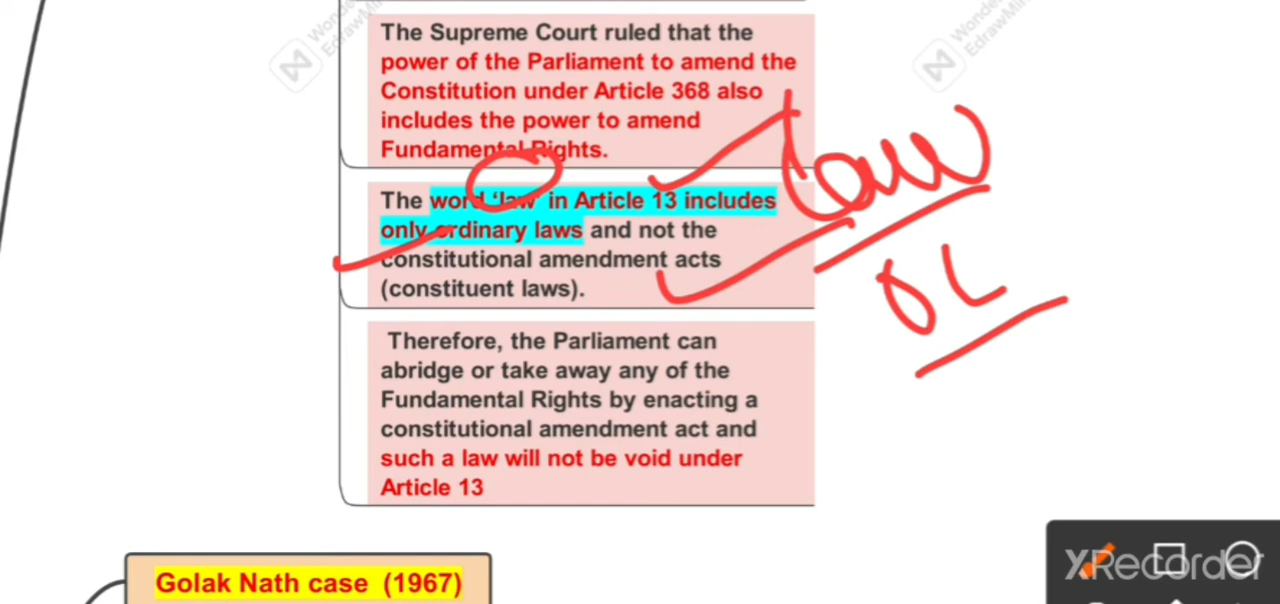 Wonde
EdrawMin
Wonde
EdrawMin
The Supreme Court ruled that the
power of the Parliament to amend the
Constitution under Article 368 also
includes the power to amend
Fundamental Rights.
The word 'law' in Article 13 includes
only ordinary laws and not the
constitutional amendment acts
(constituent laws).
law
OL
Therefore, the Parliament can
abridge or take away any of the
Fundamental Rights by enacting a
constitutional amendment act and
such a law will not be void under
Article 13
Golak Nath case (1967)
XRecorder